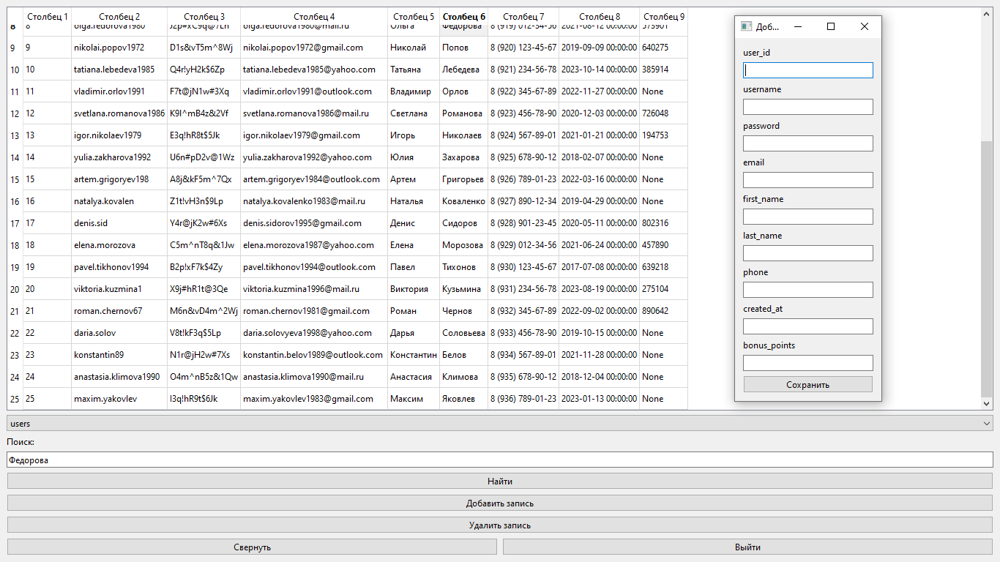 Столбец 1 Столбец 2 Столбец 3 Столбец 4 Столбец 5 Столбец 6 Столбец 7 Столбец 8 Столбец 9
8 8 olga.fedorova1980 olga.fedorova1980@mail.ru Ольга Федорова 8 (919) 012-34-56 2021-08-12 00:00:00 573901
9 9 nikolai.popov1972 D1s&vT5m^8Wj nikolai.popov1972@gmail.com Николай Попов 8 (920) 123-45-67 2019-09-09 00:00:00 640275
10 10 tatiana.lebedeva1985 Q4r!yH2k$6Zp tatiana.lebedeva1985@yahoo.com Татьяна Лебедева 8 (921) 234-56-78 2023-10-14 00:00:00 385914
11 11 vladimir.orlov1991 F7t@jN1w#3Xq vladimir.orlov1991@outlook.com Владимир Орлов 8 (922) 345-67-89 2022-11-27 00:00:00 None
12 12 svetlana.romanova1986 K9l^mB4z&2Vf svetlana.romanova1986@mail.ru Светлана Романова 8 (923) 456-78-90 2020-12-03 00:00:00 726048
13 13 igor.nikolaev1979 E3q!hR8t$5Jk igor.nikolaev1979@gmail.com Игорь Николаев 8 (924) 567-89-01 2021-01-21 00:00:00 194753
14 14 yulia.zakharova1992 U6n#pD2v@1Wz yulia.zakharova1992@yahoo.com Юлия Захарова 8 (925) 678-90-12 2018-02-07 00:00:00 None
15 15 artem.grigoryev198 A8j&kF5m^7Qx artem.grigoryev1984@outlook.com Артем Григорьев 8 (926) 789-01-23 2022-03-16 00:00:00 None
16 16 natalya.kovalen Z1t!vH3n$9Lp natalya.kovalenko1983@mail.ru Наталья Коваленко 8 (927) 890-12-34 2019-04-29 00:00:00 None
17 17 denis.sid Y4r@jK2w#6Xs denis.sidorov1995@gmail.com Денис Сидоров 8 (928) 901-23-45 2020-05-11 00:00:00 802316
18 18 elena.morozova C5m^nT8q&1Jw elena.morozova1987@yahoo.com Елена Морозова 8 (929) 012-34-56 2021-06-24 00:00:00 457890
19 19 pavel.tikhonov1994 B2p!xF7k$4Zy pavel.tikhonov1994@outlook.com Павел Тихонов 8 (930) 123-45-67 2017-07-08 00:00:00 639218
20 20 viktoria.kuzmina1 X9j#hR1t@3Qe viktoria.kuzmina1996@mail.ru Виктория Кузьмина 8 (931) 234-56-78 2023-08-19 00:00:00 275104
21 21 roman.chernov67 M6n&vD4m^2Wj roman.chernov1981@gmail.com Роман Чернов 8 (932) 345-67-89 2022-09-02 00:00:00 890642
22 22 daria.solov V8t!kF3q$5Lp daria.solovyeva1998@yahoo.com Дарья Соловьева 8 (933) 456-78-90 2019-10-15 00:00:00 None
23 23 konstantin89 N1r@jH2w#7Xs konstantin.belov1989@outlook.com Константин Белов 8 (934) 567-89-01 2021-11-28 00:00:00 None
24 24 anastasia.klimova1990 O4m^nB5z&1Qw anastasia.klimova1990@mail.ru Анастасия Климова 8 (935) 678-90-12 2018-12-04 00:00:00 None
25 25 maxim.yakovlev I3q!hR9t$6Jk maxim.yakovlev1983@gmail.com Максим Яковлев 8 (936) 789-01-23 2023-01-13 00:00:00 None
Доб...
user_id
username
password
email
first_name
last_name
phone
created_at
bonus_points
Сохранить
users
Поиск:
Федорова
Найти
Добавить запись
Удалить запись
Свернуть Выйти